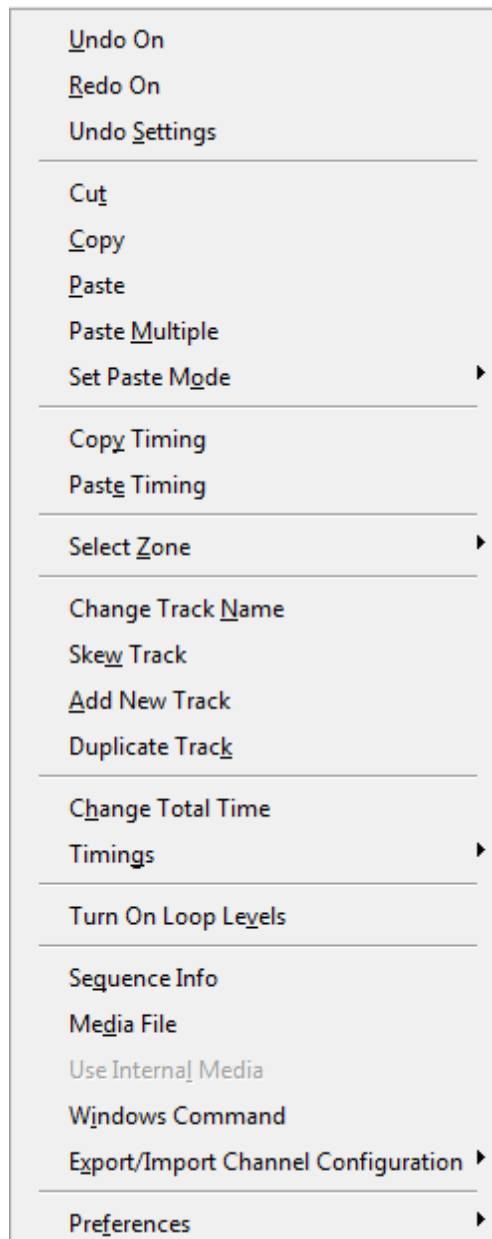 Undo On
Redo On
Undo Settings
Cut
Copy
Paste
Paste Multiple
Set Paste Mode
Copy Timing
Paste Timing
Select Zone
Change Track Name
Skew Track
Add New Track
Duplicate Track
Change Total Time
Timings
Turn On Loop Levels
Sequence Info
Media File
Use Internal Media
Windows Command
Export/Import Channel Configuration
Preferences